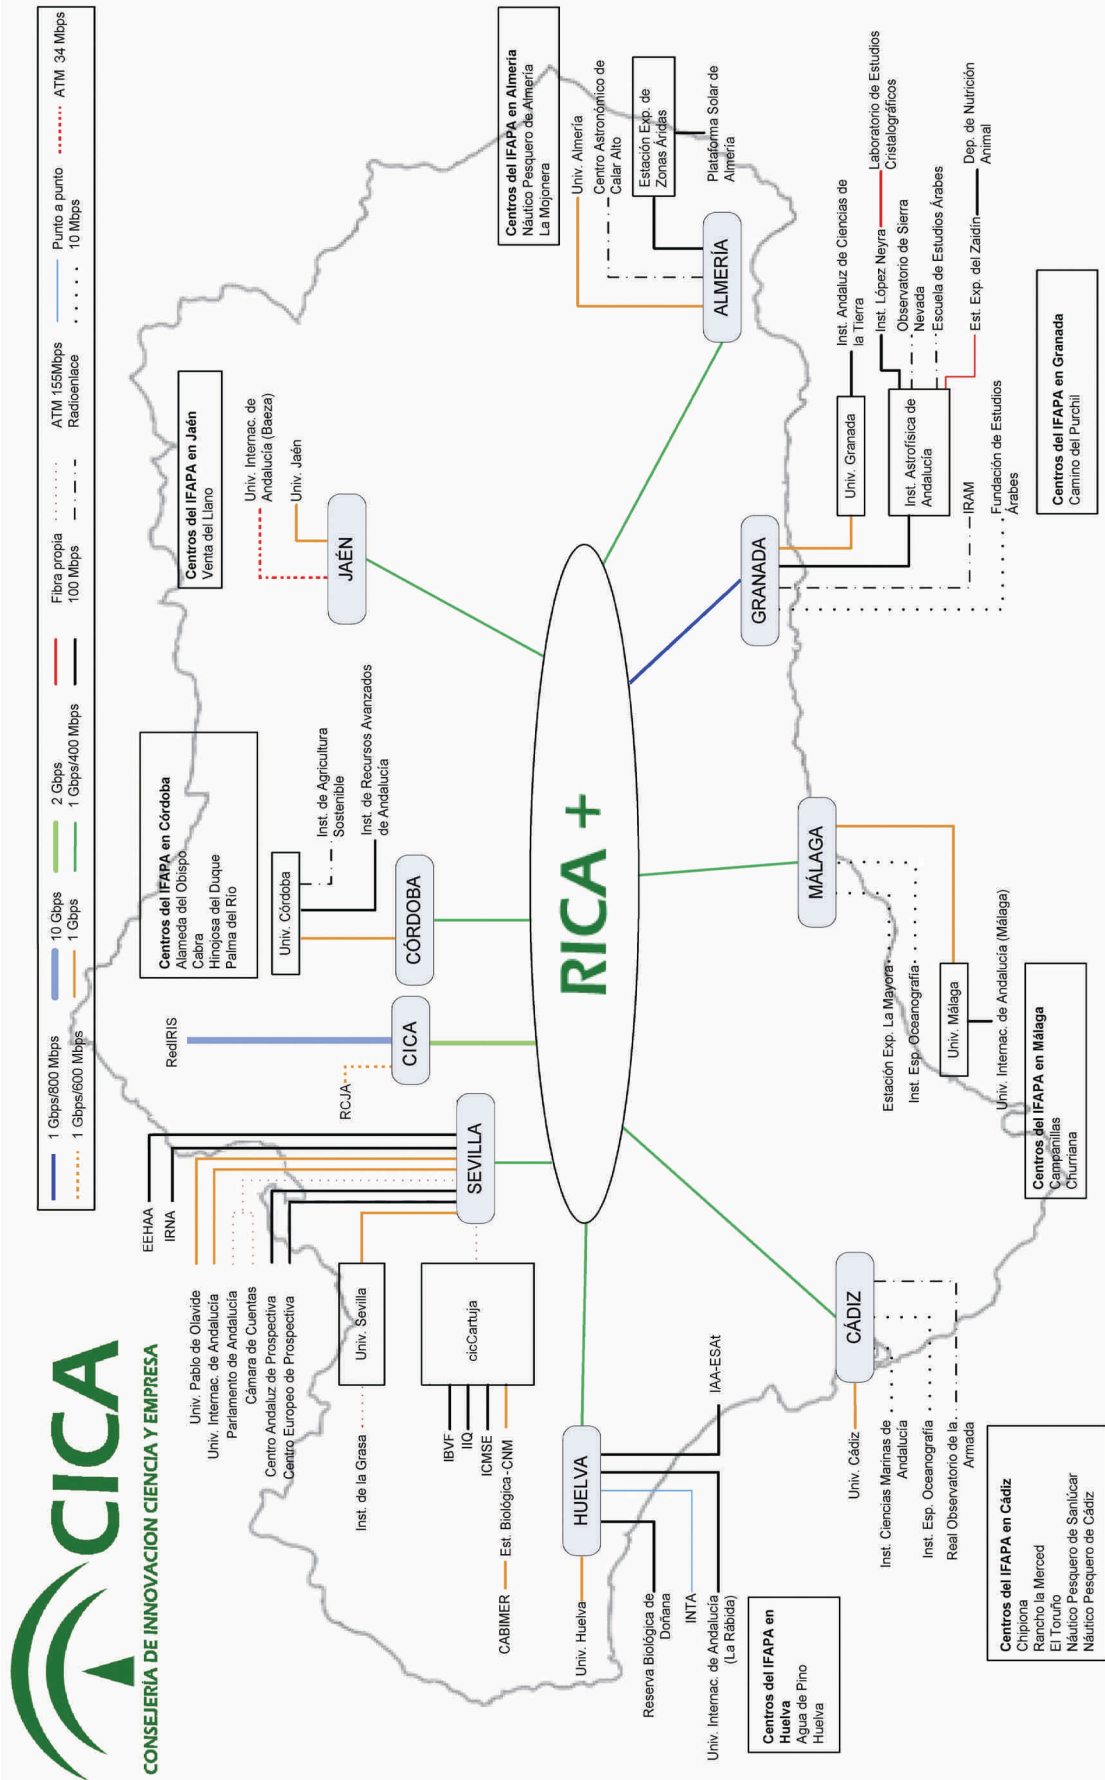 CICA
CONSEJERÍA DE INNOVACION CIENCIA Y EMPRESA
1 Gbps/800 Mbps
10 Gbps
2 Gbps
Fibra propia
ATM 155Mbps
Punto a punto
ATM 34 Mbps
1 Gbps/600 Mbps
1 Gbps
1 Gbps/400 Mbps
100 Mbps
Radioenlace
10 Mbps
EEHAA
IRNA
Univ. Pablo de Olavide
Univ. Internac. de Andalucía
Parlamento de Andalucía
Cámara de Cuentas
Centro Andaluz de Prospectiva
Centro Europeo de Prospectiva
Inst. de la Grasa
Univ. Sevilla
cicCartuja
IBVF
IIQ
ICMSE
CABIMER
Est. Biológica-CNM
SEVILLA
RedIRIS
RCJA
CICA
Centros del IFAPA en Córdoba
Alameda del Obispo
Cabra
Hinojosa del Duque
Palma del Río
Univ. Córdoba
Inst. de Agricultura
Sostenible
Inst. de Recursos Avanzados
de Andalucía
CÓRDOBA
Centros del IFAPA en Jaén
Venta del Llano
Univ. Internac. de
Andalucía (Baeza)
Univ. Jaén
JAÉN
Centros del IFAPA en Almería
Náutico Pesquero de Almería
La Mojonera
Univ. Almería
Centro Astronómico de
Calar Alto
Estación Exp. de
Zonas Áridas
Plataforma Solar de
Almería
ALMERÍA
RICA +
HUELVA
Univ. Huelva
Reserva Biológica de
Doñana
INTA
Univ. Internac. de Andalucía
(La Rábida)
IAA-ESAt
Centros del IFAPA en
Huelva
Agua de Pino
Huelva
CÁDIZ
Univ. Cádiz
Inst. Ciencias Marinas de
Andalucía
Inst. Esp. Oceanografía
Real Observatorio de la
Armada
Centros del IFAPA en Cádiz
Chipiona
Rancho la Merced
El Toruño
Náutico Pesquero de Sanlúcar
Náutico Pesquero de Cádiz
MÁLAGA
Estación Exp. La Mayora
Inst. Esp. Oceanografía
Univ. Málaga
Univ. Internac. de Andalucía (Málaga)
Centros del IFAPA en Málaga
Campanillas
Churriana
GRANADA
Univ. Granada
Inst. Andaluz de Ciencias de
la Tierra
Inst. Astrofísica de
Andalucía
Inst. López Neyra
Laboratorio de Estudios
Cristalográficos
Observatorio de Sierra
Nevada
Escuela de Estudios Árabes
Est. Exp. del Zaidín
Dep. de Nutrición
Animal
IRAM
Fundación de Estudios
Árabes
Centros del IFAPA en Granada
Camino del Purchil